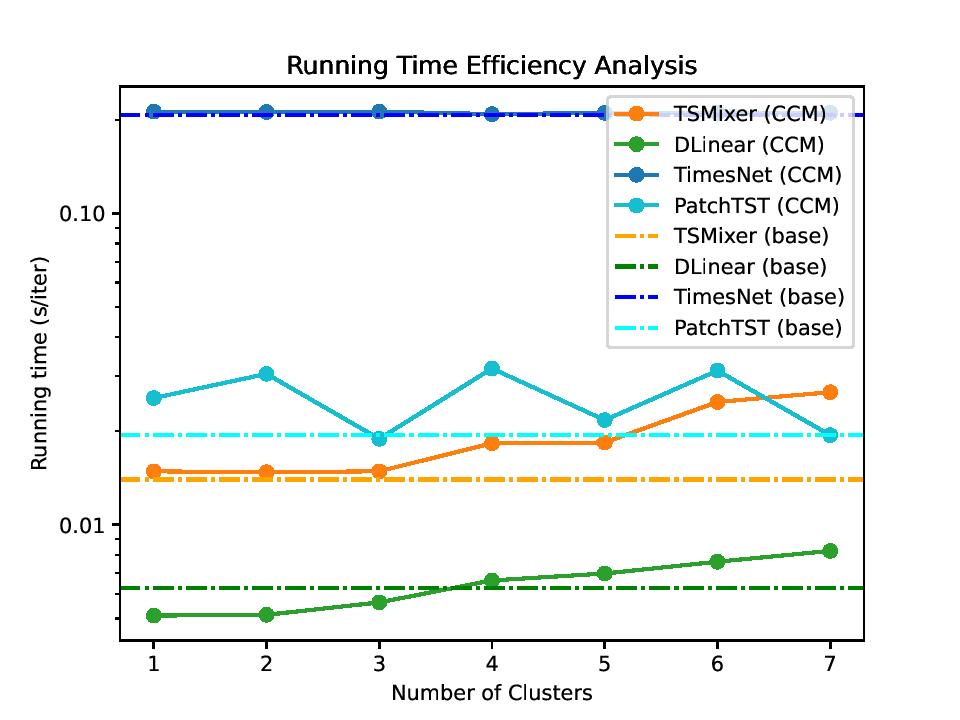 Running Time Efficiency Analysis
TSMixer (CCM)
DLinear (CCM)
TimesNet (CCM)
PatchTST (CCM)
TSMixer (base)
DLinear (base)
TimesNet (base)
PatchTST (base)
Running time (s/iter)
0.10
0.01
1 2 3 4 5 6 7
Number of Clusters